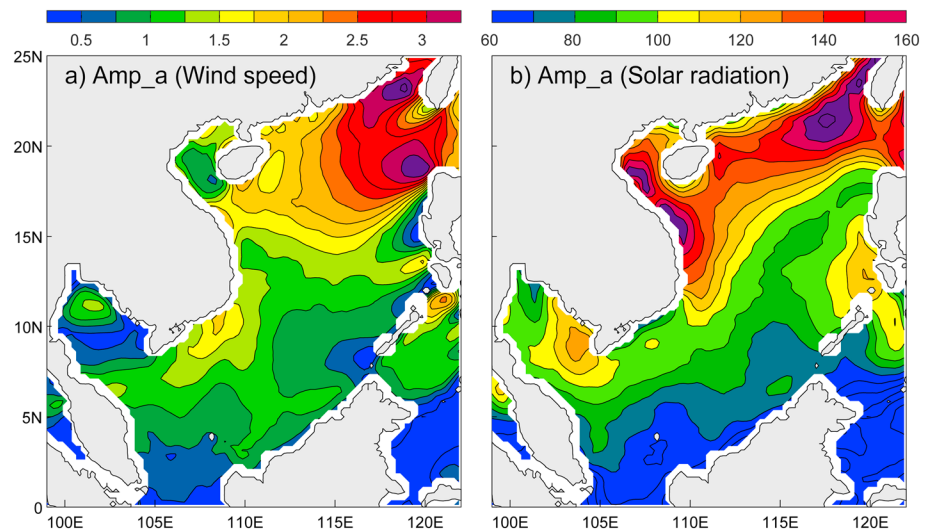 0.5 1 1.5 2 2.5 3
60 80 100 120 140 160
a) Amp_a (Wind speed)
b) Amp_a (Solar radiation)
25N
20N
15N
10N
5N
0
100E 105E 110E 115E 120E
100E 105E 110E 115E 120E